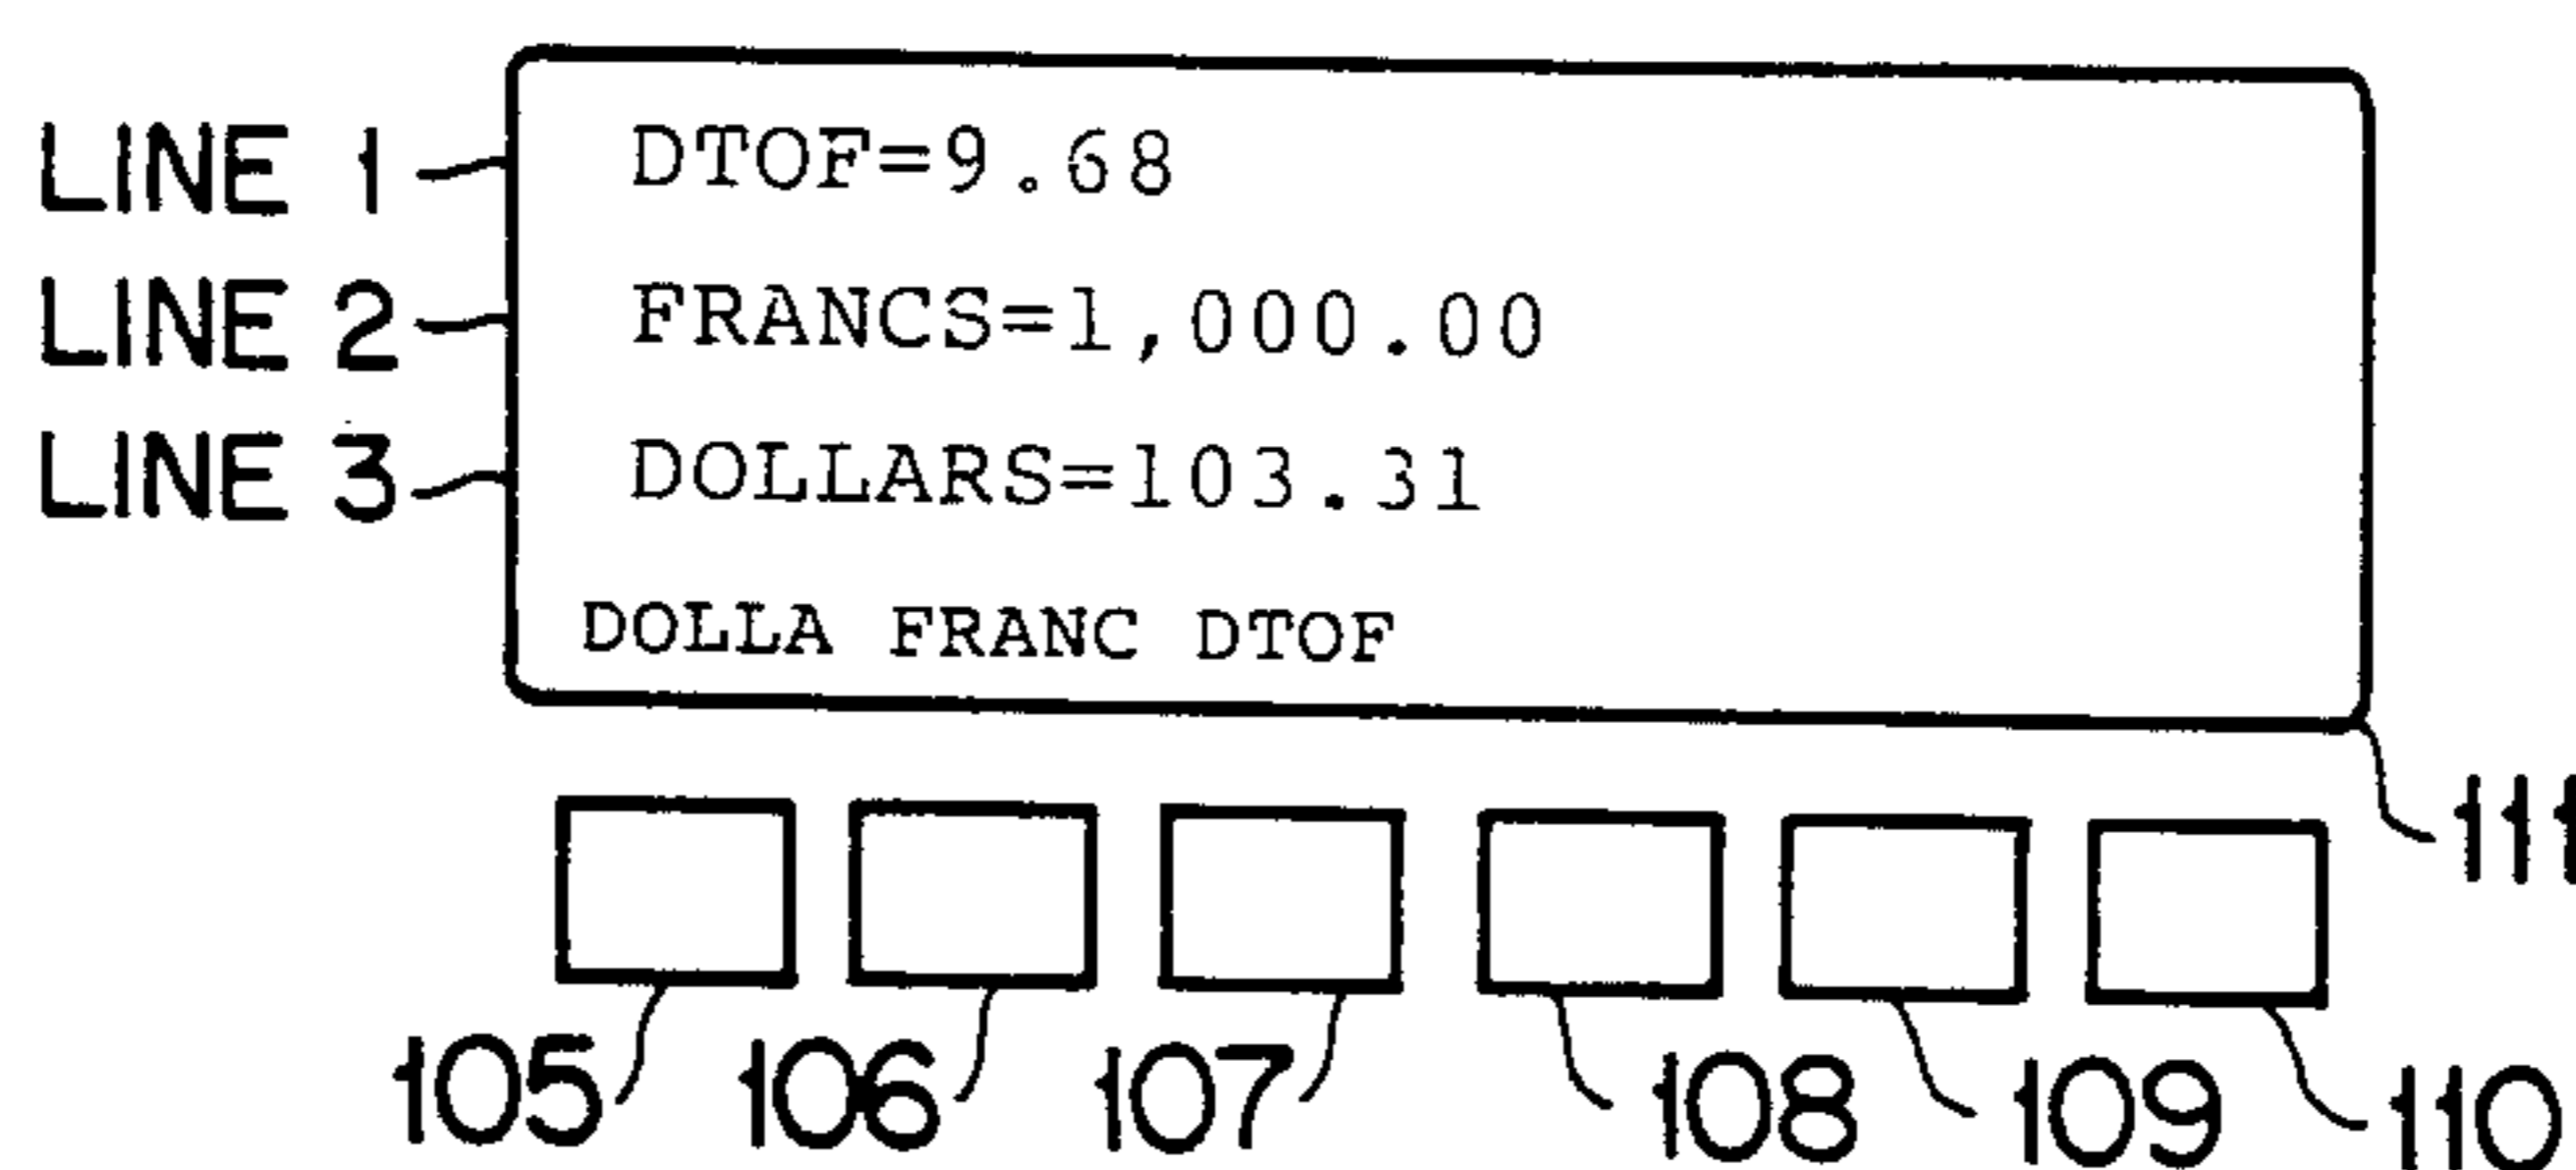 LINE 1 DTOF=9.68
LINE 2 FRANCS=1,000.00
LINE 3 DOLLARS=103.31
DOLLA FRANC DTOF
111
105 106 107 108 109 110